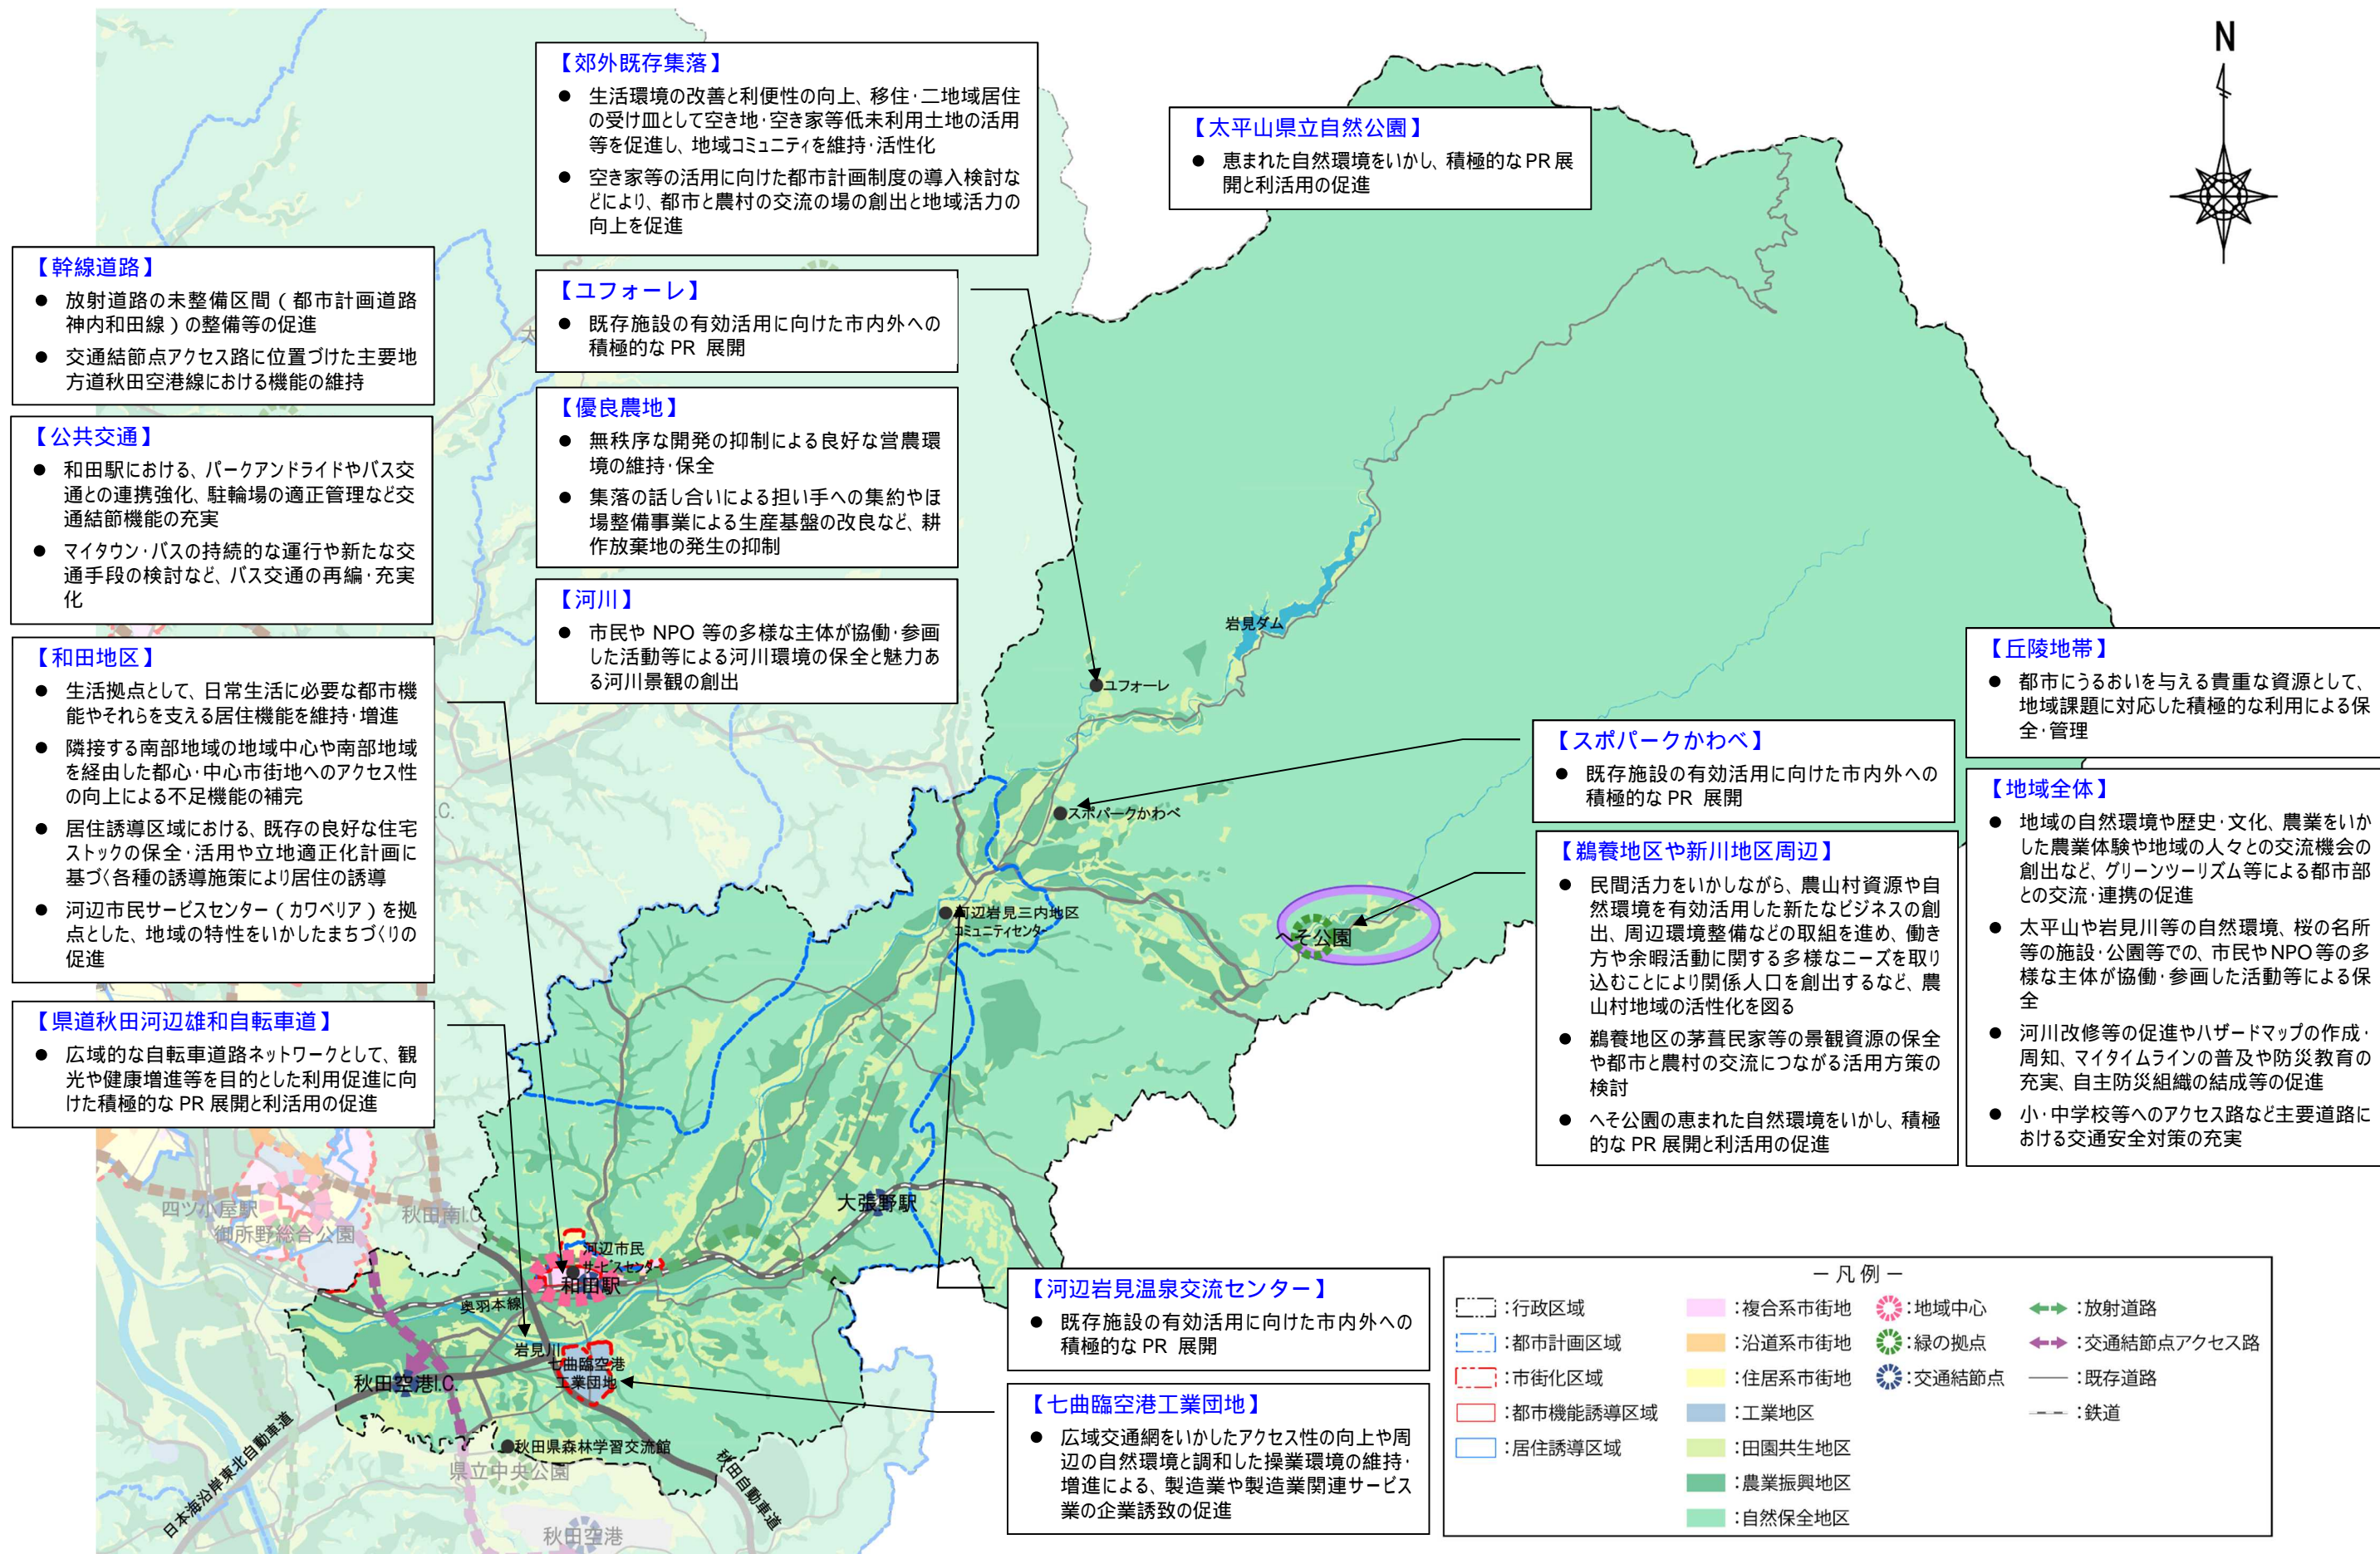 【郊外既存集落】
● 生活環境の改善と利便性の向上、移住・二地域居住
の受け皿として空き地・空き家等低未利用土地の活用
等を促進し、地域コミュニティを維持・活性化
● 空き家等の活用に向けた都市計画制度の導入検討な
どにより、都市と農村の交流の場の創出と地域活力の
向上を促進
【太平山県立自然公園】
● 恵まれた自然環境をいかし、積極的なPR展
開と利活用の促進
N
【幹線道路】
● 放射道路の未整備区間（都市計画道路
神内和田線）の整備等の促進
● 交通結節点アクセス路に位置づけた主要地
方道秋田空港線における機能の維持
【ユフォーレ】
● 既存施設の有効活用に向けた市内外への
積極的な PR 展開
【公共交通】
● 和田駅における、パークアンドライドやバス交
通との連携強化、駐輪場の適正管理など交
通結節機能の充実
● マイタウン・バスの持続的な運行や新たな交
通手段の検討など、バス交通の再編・充実
化
【優良農地】
● 無秩序な開発の抑制による良好な営農環
境の維持・保全
● 集落の話し合いによる担い手への集約やほ
場整備事業による生産基盤の改良など、耕
作放棄地の発生の抑制
【河川】
● 市民や NPO 等の多様な主体が協働・参画
した活動等による河川環境の保全と魅力あ
る河川景観の創出
【和田地区】
● 生活拠点として、日常生活に必要な都市機
能やそれらを支える居住機能を維持・増進
● 隣接する南部地域の地域中心や南部地域
を経由した都心・中心市街地へのアクセス性
の向上による不足機能の補完
● 居住誘導区域における、既存の良好な住宅
ストックの保全・活用や立地適正化計画に
基づく各種の誘導施策により居住の誘導
● 河辺市民サービスセンター（カワベリア）を拠
点とした、地域の特性をいかしたまちづくりの
促進
【県道秋田河辺雄和自転車道】
● 広域的な自転車道路ネットワークとして、観
光や健康増進等を目的とした利用促進に向
けた積極的な PR 展開と利活用の促進
【丘陵地帯】
● 都市にうるおいを与える貴重な資源として、
地域課題に対応した積極的な利用による保
全・管理
【スポパークかわべ】
● 既存施設の有効活用に向けた市内外への
積極的な PR 展開
【地域全体】
● 地域の自然環境や歴史・文化、農業をいか
した農業体験や地域の人々との交流機会の
創出など、グリーンツーリズム等による都市部
との交流・連携の促進
● 太平山や岩見川等の自然環境、桜の名所
等の施設・公園等での、市民やNPO等の多
様な主体が協働・参画した活動等による保
全
● 河川改修等の促進やハザードマップの作成・
周知、マイタイムラインの普及や防災教育の
充実、自主防災組織の結成等の促進
● 小・中学校等へのアクセス路など主要道路に
おける交通安全対策の充実
【鵜養地区や新川地区周辺】
● 民間活力をいかしながら、農山村資源や自
然環境を有効活用した新たなビジネスの創
出、周辺環境整備などの取組を進め、働き
方や余暇活動に関する多様なニーズを取り
込むことにより関係人口を創出するなど、農
山村地域の活性化を図る
● 鵜養地区の茅葺民家等の景観資源の保全
や都市と農村の交流につながる活用方策の
検討
● へそ公園の恵まれた自然環境をいかし、積極
的な PR 展開と利活用の促進
岩見ダム
ユフォーレ
スポパークかわべ
河辺岩見三内地区
コミュニティセンター
へそ公園
大張野駅
四ツ小屋駅
御所野総合公園
秋田南I.C.
河辺市民
サービスセンター
和田駅
奥羽本線
岩見川
七曲臨空港
工業団地
秋田空港I.C.
秋田県森林学習交流館
県立中央公園
日本海沿岸東北自動車道
秋田自動車道
秋田空港
【河辺岩見温泉交流センター】
● 既存施設の有効活用に向けた市内外への
積極的な PR 展開
【七曲臨空港工業団地】
● 広域交通網をいかしたアクセス性の向上や周
辺の自然環境と調和した操業環境の維持・
増進による、製造業や製造業関連サービス
業の企業誘致の促進
－凡例－
：行政区域
：都市計画区域
：市街化区域
：都市機能誘導区域
：居住誘導区域
：複合系市街地
：沿道系市街地
：住居系市街地
：工業地区
：田園共生地区
：農業振興地区
：自然保全地区
：地域中心
：緑の拠点
：交通結節点
：放射道路
：交通結節点アクセス路
：既存道路
：鉄道